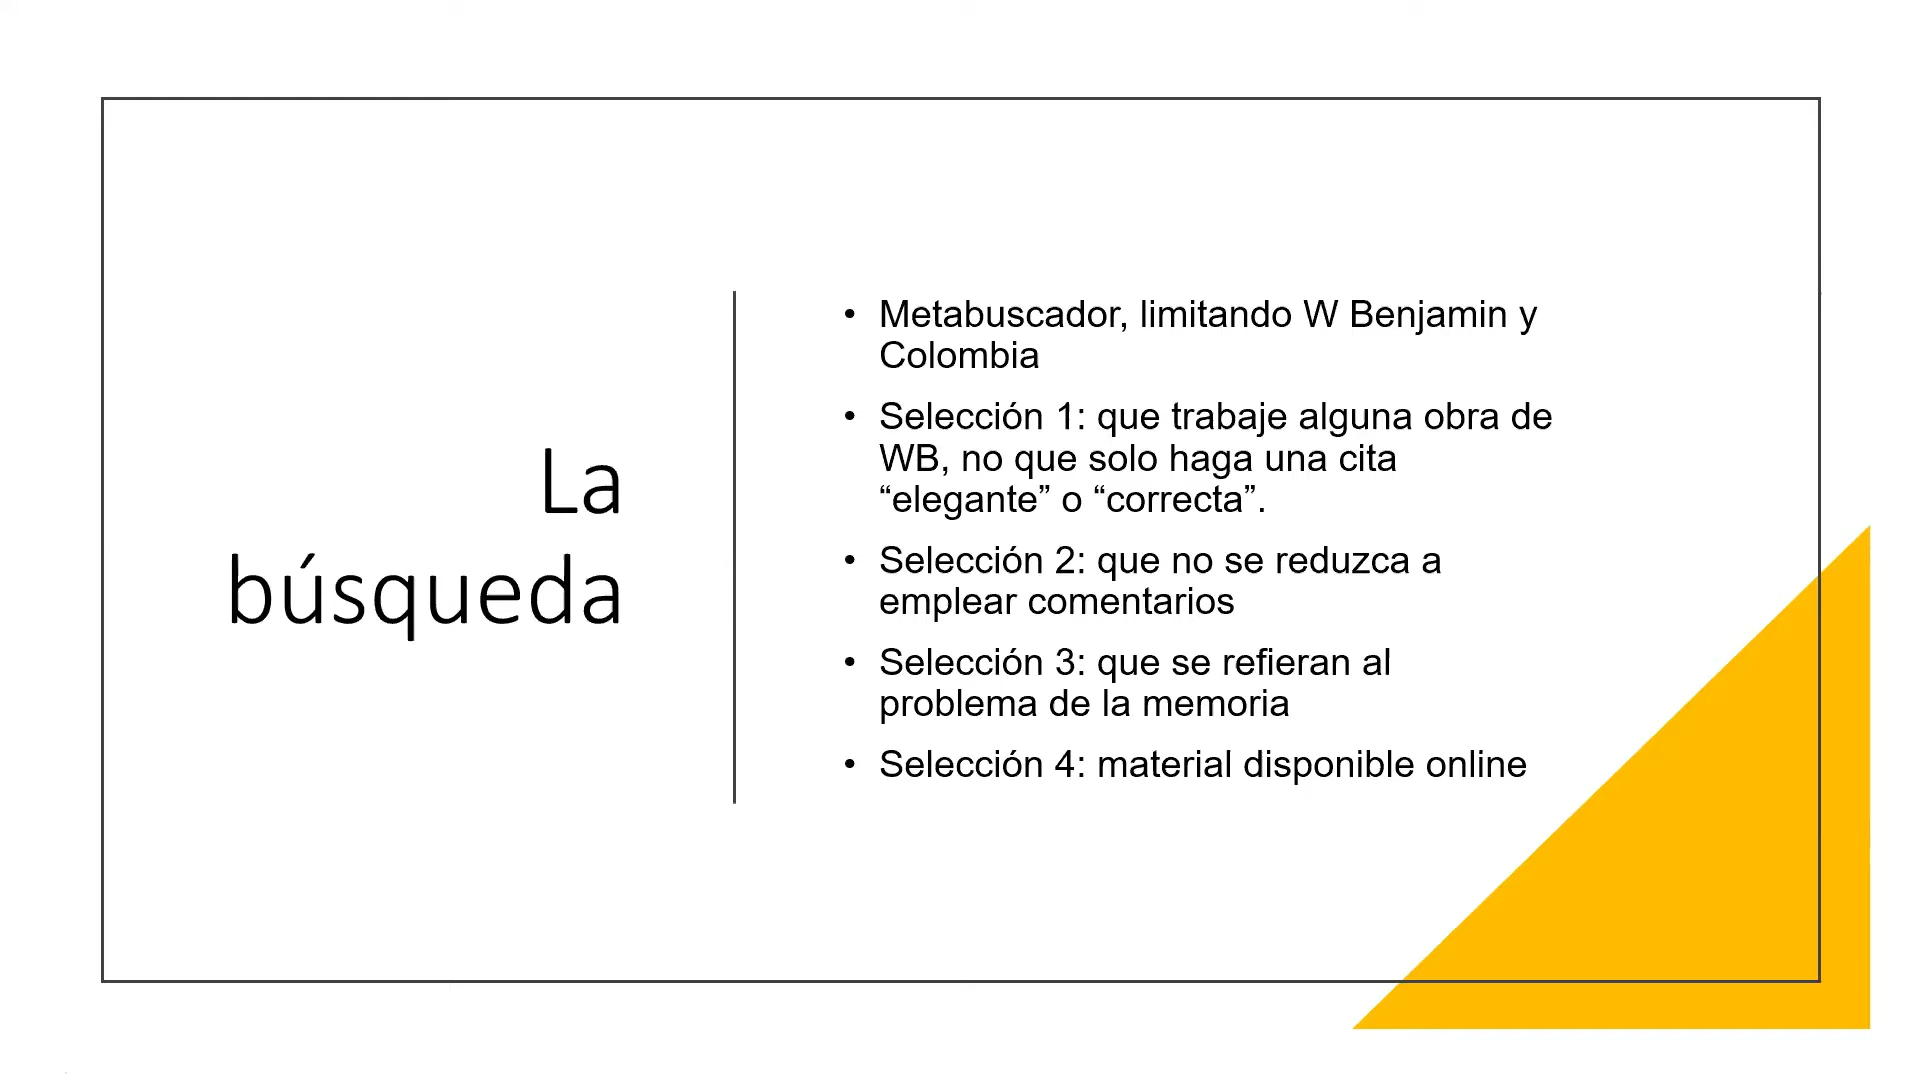 La
búsqueda
• Metabuscador, limitando W Benjamin y
Colombia
• Selección 1: que trabaje alguna obra de
WB, no que solo haga una cita
“elegante” o “correcta”.
• Selección 2: que no se reduzca a
emplear comentarios
• Selección 3: que se refieran al
problema de la memoria
• Selección 4: material disponible online